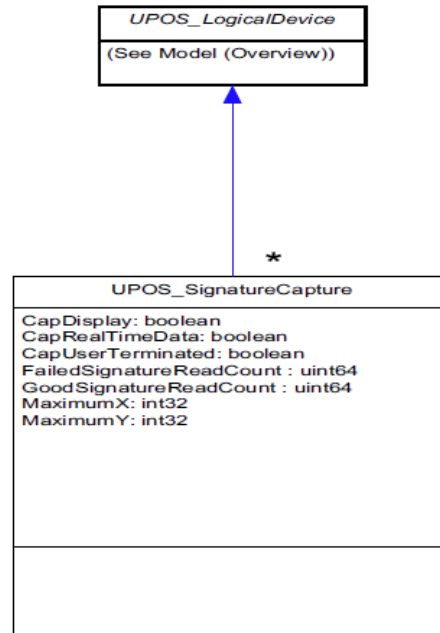 UPOS_LogicalDevice
(See Model (Overview))
*
UPOS_SignatureCapture
CapDisplay: boolean
CapRealTimeData: boolean
CapUserTerminated: boolean
FailedSignatureReadCount : uint64
GoodSignatureReadCount : uint64
MaximumX: int32
MaximumY: int32